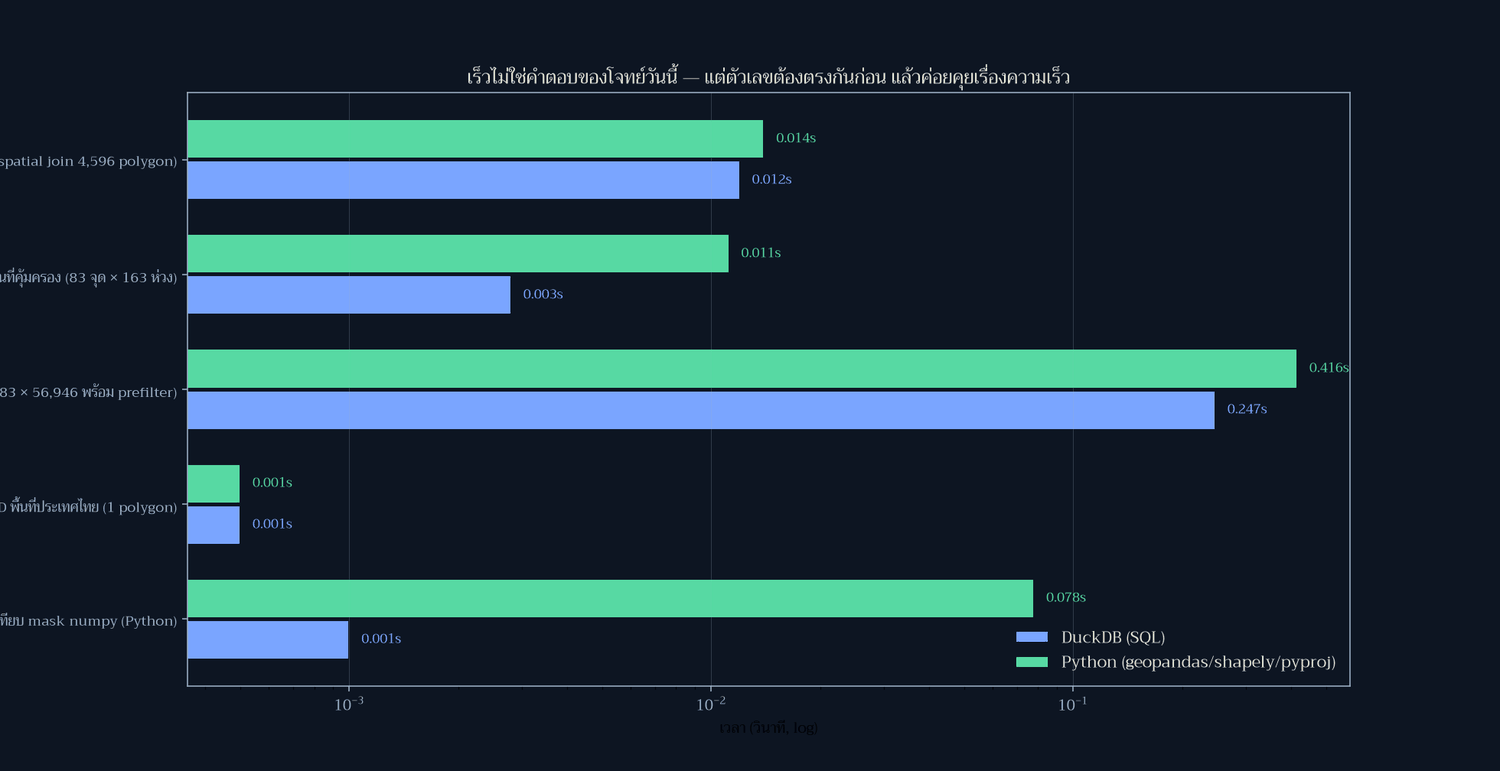 เร็วไม่ใช่คำตอบของโจทย์วันนี้ — แต่ตัวเลขต้องตรงกันก่อน แล้วค่อยคุยเรื่องความเร็ว
spatial join 4,596 polygon)
0.014s
0.012s
นที่คุ้มครอง (83 จุด × 163 ห่วง)
0.011s
0.003s
83 × 56,946 พร้อม prefilter)
0.416s
0.247s
D พื้นที่ประเทศไทย (1 polygon)
0.001s
0.001s
ทียบ mask numpy (Python)
0.078s
0.001s
DuckDB (SQL)
Python (geopandas/shapely/pyproj)
10⁻³ 10⁻² 10⁻¹
เวลา (วินาที, log)